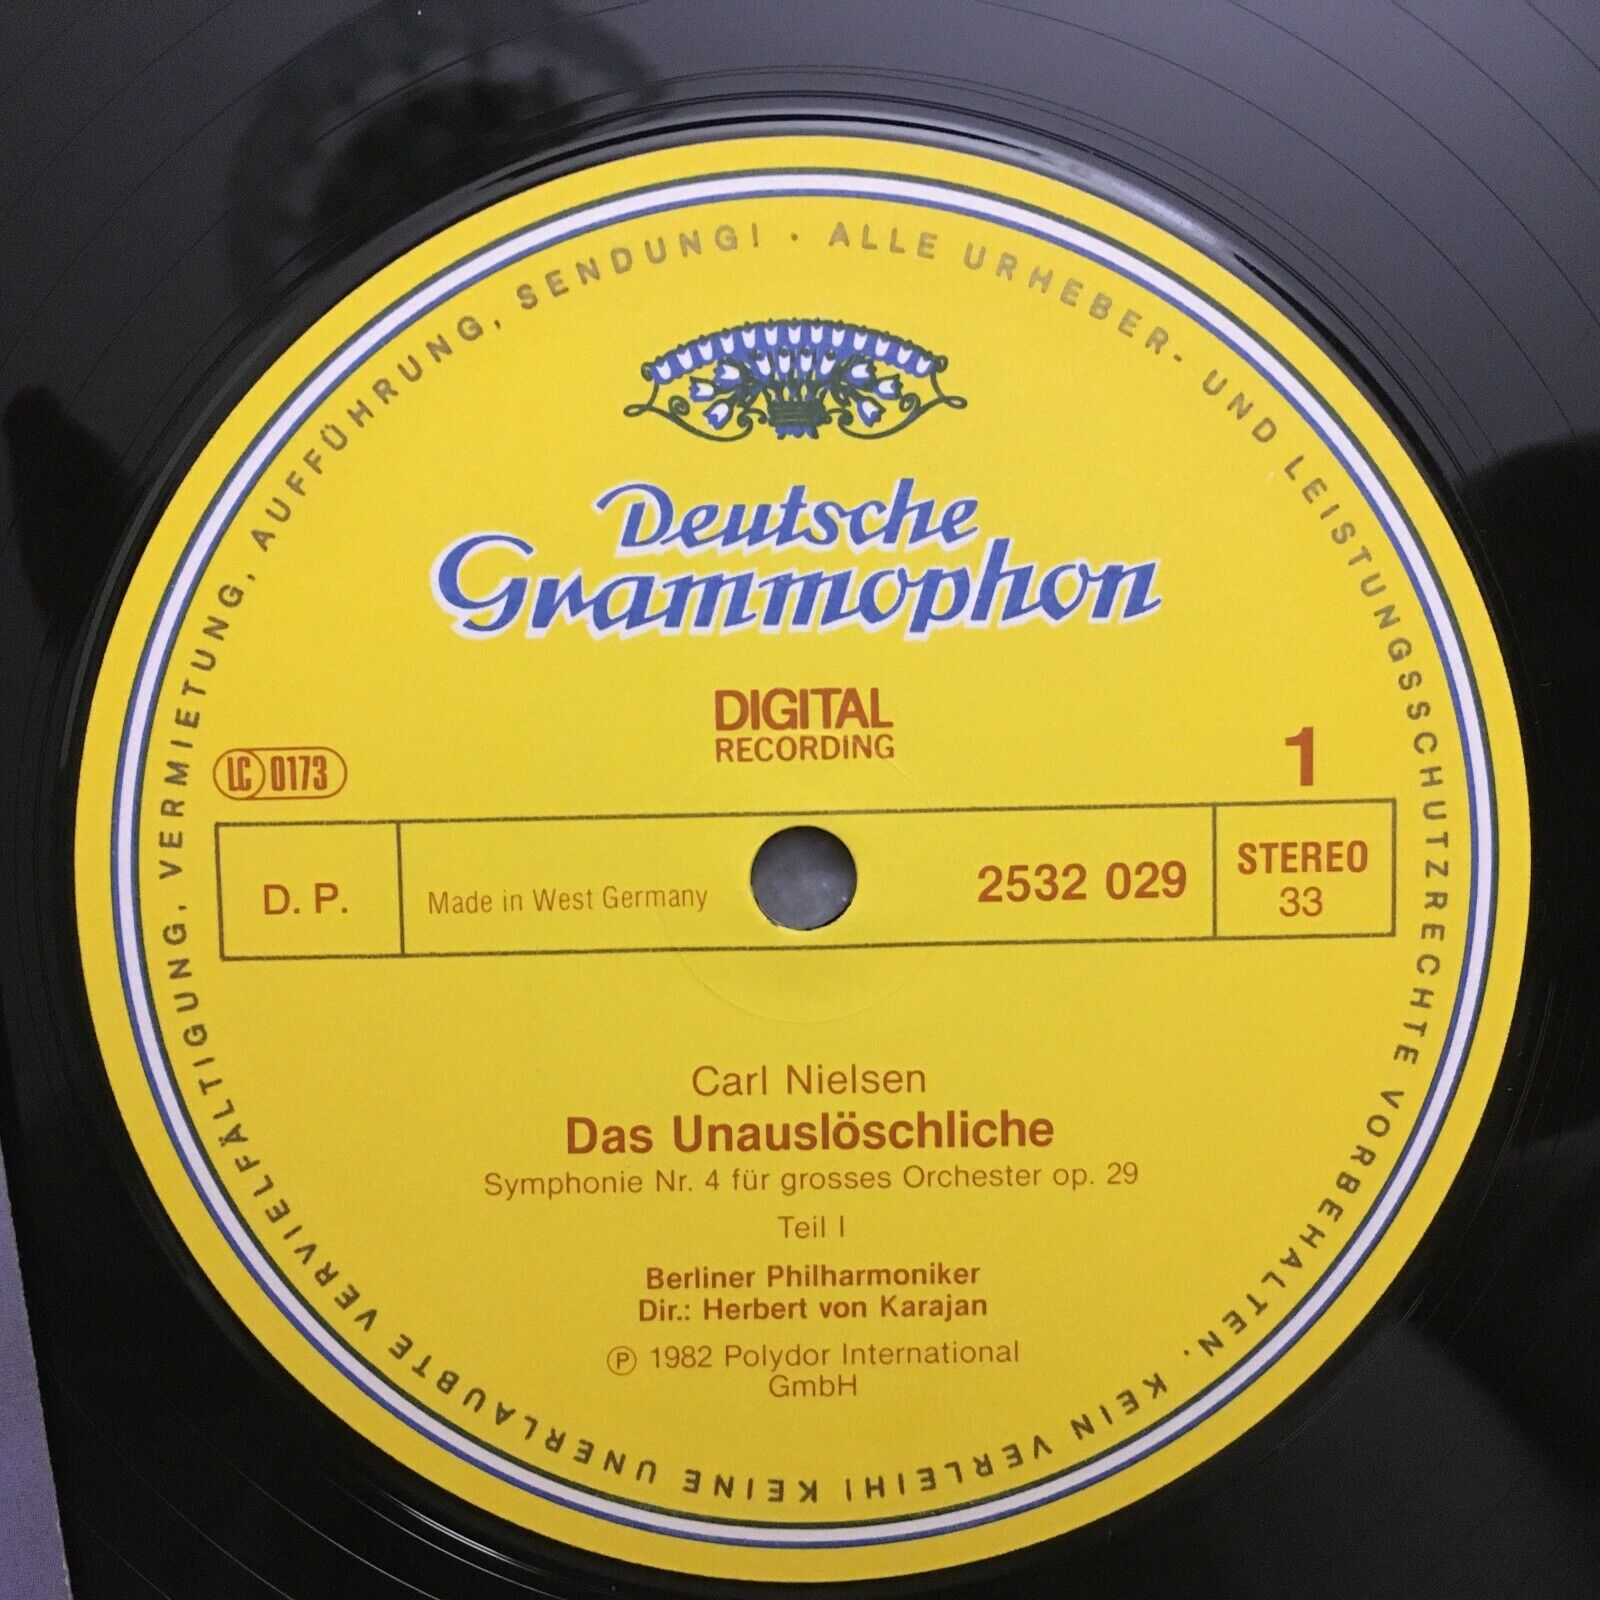 ALLE URHEBER- UND LEISTUNGSSCHUTZRECHTE VORBEHALTEN. KEIN VERLEIH! KEINE UNERLAUBTE VERVIELFÄLTIGUNG, VERMIETUNG, AUFFÜHRUNG, SENDUNG! ·
Deutsche
Grammophon
DIGITAL
RECORDING
LC 0173
1
D. P.
Made in West Germany
2532 029
STEREO
33
Carl Nielsen
Das Unauslöschliche
Symphonie Nr. 4 für grosses Orchester op. 29
Teil I
Berliner Philharmoniker
Dir.: Herbert von Karajan
Ⓟ 1982 Polydor International
GmbH